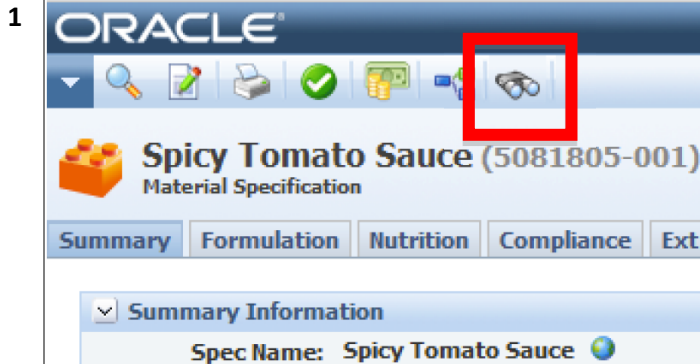 1
ORACLE®
Spicy Tomato Sauce (5081805-001)
Material Specification
Summary Formulation Nutrition Compliance Ext
Summary Information
Spec Name: Spicy Tomato Sauce